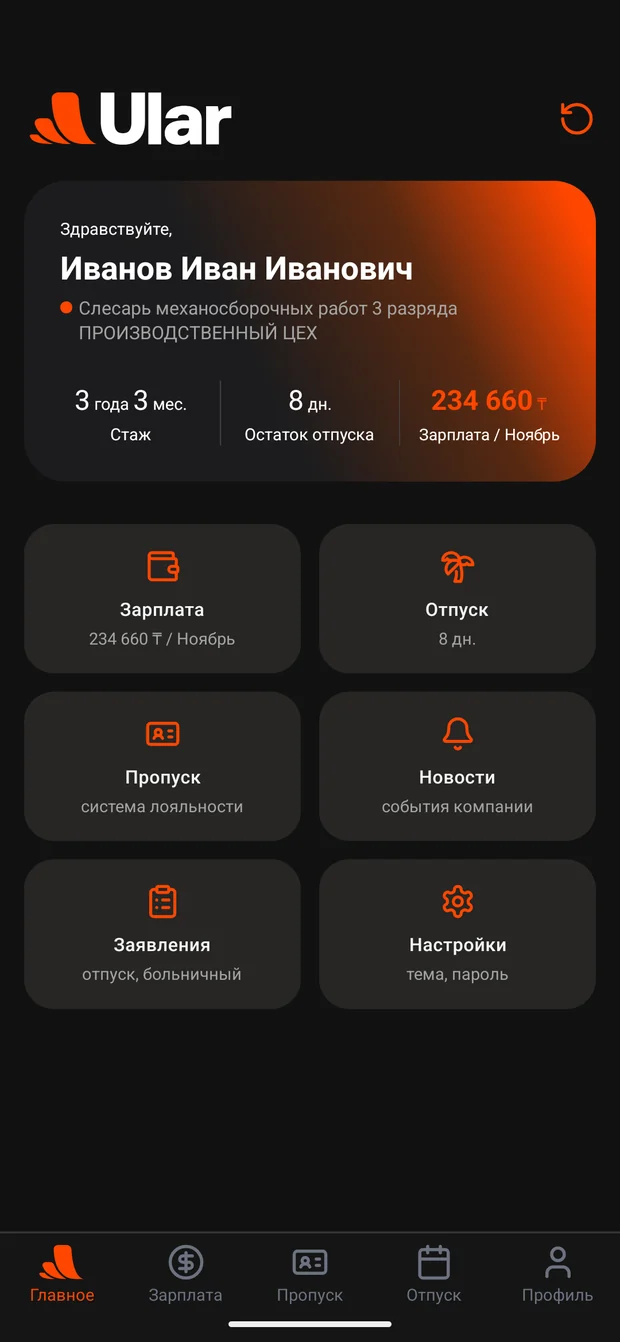 Ular
Здравствуйте,
Иванов Иван Иванович
Слесарь механосборочных работ 3 разряда
ПРОИЗВОДСТВЕННЫЙ ЦЕХ
3 года 3 мес.
Стаж
8 дн.
Остаток отпуска
234 660 ₸
Зарплата / Ноябрь
Зарплата
234 660 ₸ / Ноябрь
Отпуск
8 дн.
Пропуск
система лояльности
Новости
события компании
Заявления
отпуск, больничный
Настройки
тема, пароль
Главное
Зарплата
Пропуск
Отпуск
Профиль